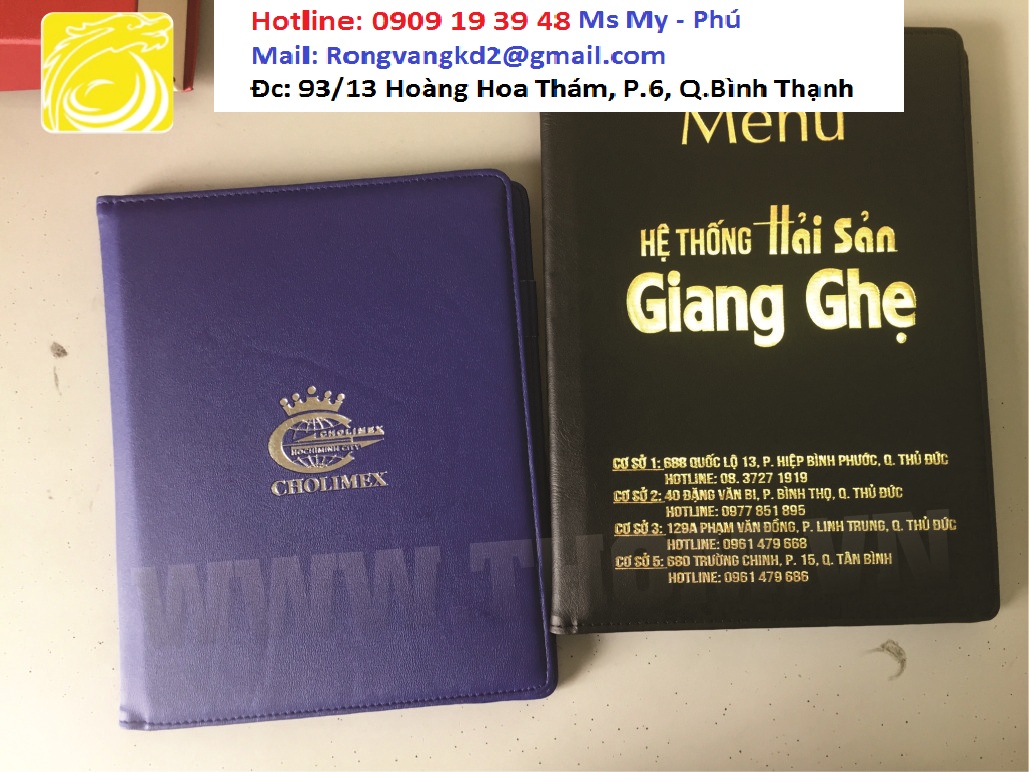 Hotline: 0909 19 39 48 Ms My - Phú
Mail: Rongvangkd2@gmail.com
Đc: 93/13 Hoàng Hoa Thám, P.6, Q.Bình Thạnh
Menu
HỆ THỐNG Hải Sản
Giang Ghẹ
CHOLIMEX
HOCHIMINH CITY
CHOLIMEX
CƠ SỞ 1: 688 QUỐC LỘ 13, P. HIỆP BÌNH PHƯỚC, Q. THỦ ĐỨC
HOTLINE: 08. 3727 1919
CƠ SỞ 2: 40 ĐẶNG VĂN BI, P. BÌNH THỌ, Q. THỦ ĐỨC
HOTLINE: 0977 851 895
CƠ SỞ 3: 129A PHẠM VĂN ĐỒNG, P. LINH TRUNG, Q. THỦ ĐỨC
HOTLINE: 0961 479 668
CƠ SỞ 5: 680 TRƯỜNG CHINH, P. 15, Q. TÂN BÌNH
HOTLINE: 0961 479 686